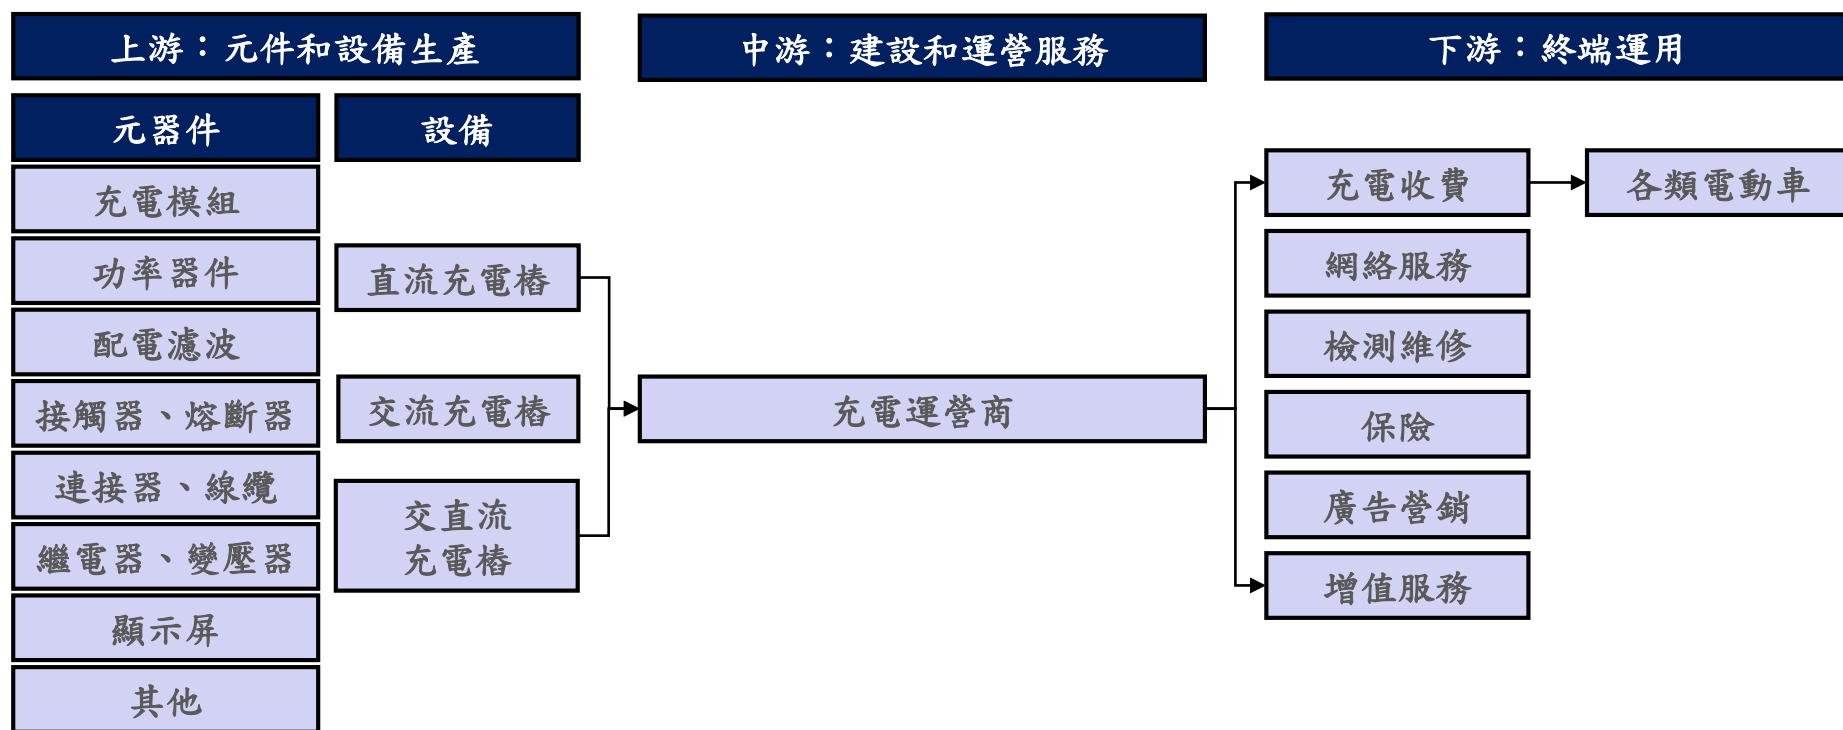 上游：元件和設備生產
中游：建設和運營服務
下游：終端運用
元器件
設備
充電模組
功率器件
配電濾波
接觸器、熔斷器
連接器、線纜
繼電器、變壓器
顯示屏
其他
直流充電樁
交流充電樁
交直流
充電樁
充電運營商
充電收費
各類電動車
網絡服務
檢測維修
保險
廣告營銷
增值服務